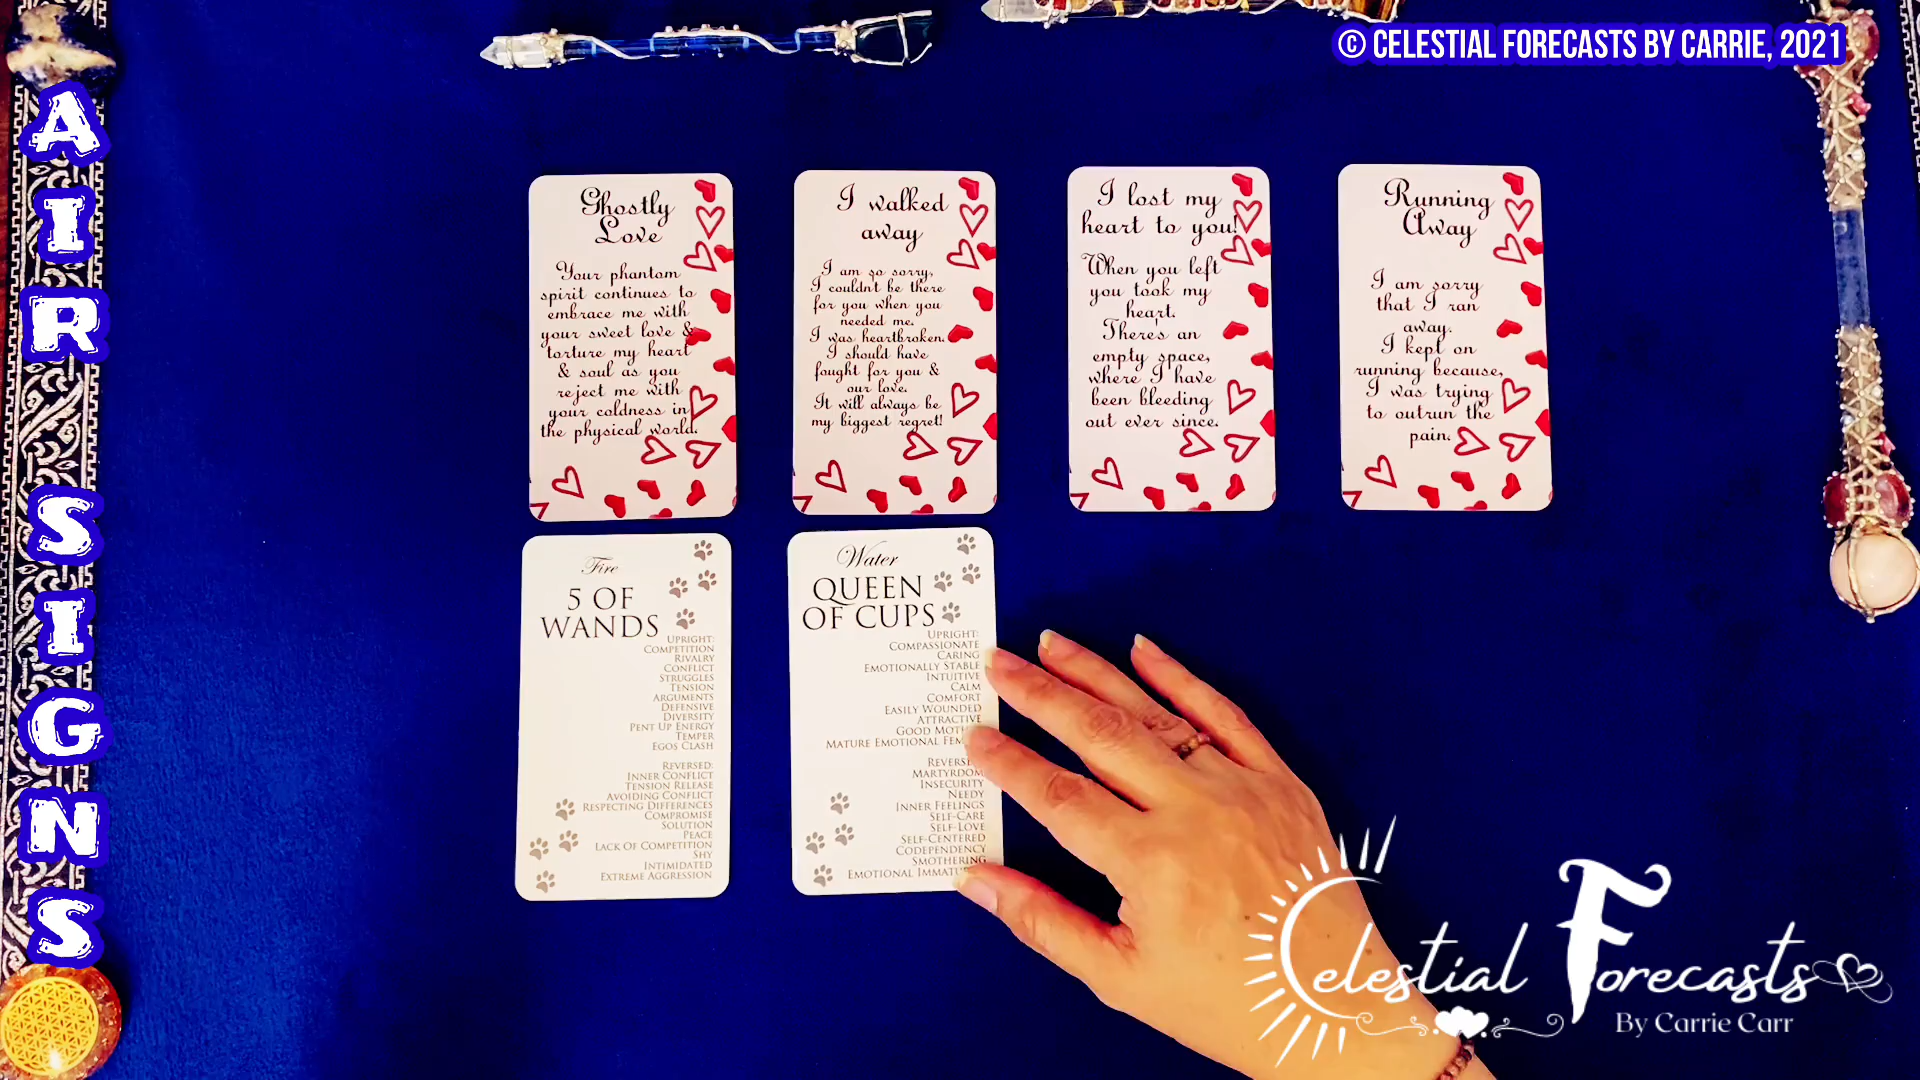 © CELESTIAL FORECASTS BY CARRIE, 2021
AIR SIGNS
Ghostly
Love
Your phantom
spirit continues to
embrace me with
your sweet love &
torture my heart
& soul as you
reject me with
your coldness in
the physical world.
I walked
away
I am so sorry,
I couldn't be there
for you when you
needed me.
I was heartbroken.
I should have
fought for you &
our love.
It will always be
my biggest regret!
I lost my
heart to you!
When you left
you took my
heart.
There's an
empty space,
where I have
been bleeding
out ever since.
Running
Away
I am sorry
that I ran
away.
I kept on
running because,
I was trying
to outrun the
pain.
Fire
5 OF
WANDS
UPRIGHT:
COMPETITION
RIVALRY
CONFLICT
STRUGGLES
TENSION
ARGUMENTS
DEFENSIVE
DIVERSITY
PENT UP ENERGY
TEMPER
EGOS CLASH
REVERSED:
INNER CONFLICT
TENSION RELEASE
AVOIDING CONFLICT
RESPECTING DIFFERENCES
COMPROMISE
SOLUTION
PEACE
LACK OF COMPETITION
SHY
INTIMIDATED
EXTREME AGGRESSION
Water
QUEEN
OF CUPS
UPRIGHT:
COMPASSIONATE
CARING
EMOTIONALLY STABLE
INTUITIVE
CALM
COMFORT
EASILY WOUNDED
ATTRACTIVE
GOOD
MATURE EMOTIONAL
MARTYRDOM
INSECURITY
NEEDY
INNER FEELINGS
SELF-CARE
SELF-LOVE
SELF-CENTERED
CODEPENDENCY
SMOTHERING
EMOTIONAL
Celestial Forecasts
By Carrie Carr